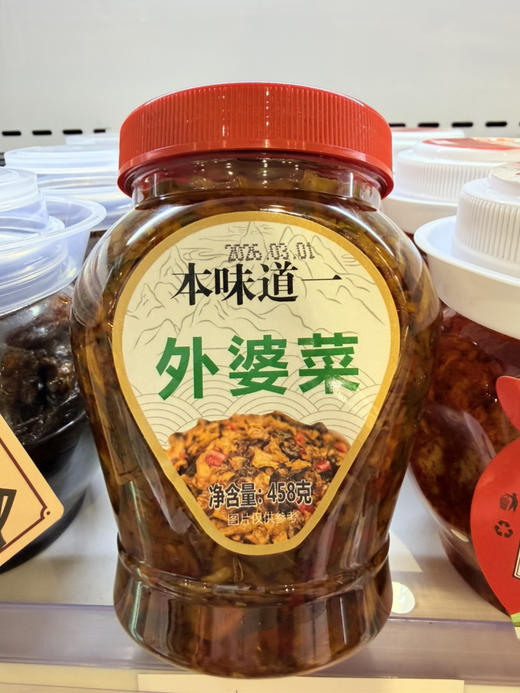 2026/03.01
本味道一
外婆菜
净含量:458克
图片仅供参考